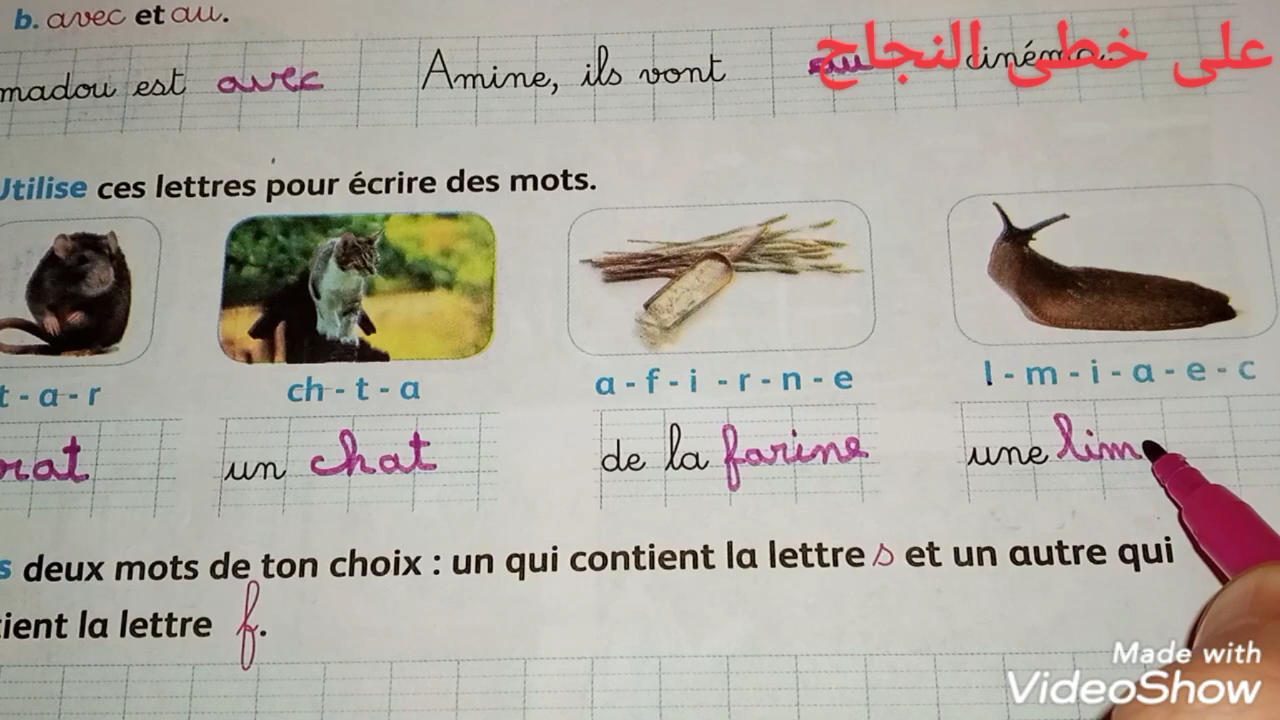 b. avec et au.
على خطى النجاح
madou est avec Amine, ils vont au cinéma.
Utilise ces lettres pour écrire des mots.
t - a - r ch - t - a a - f - i - r - n - e l - m - i - a - e - c
rat un chat de la farine une lim
s deux mots de ton choix : un qui contient la lettre s et un autre qui
tient la lettre f.
Made with
VideoShow